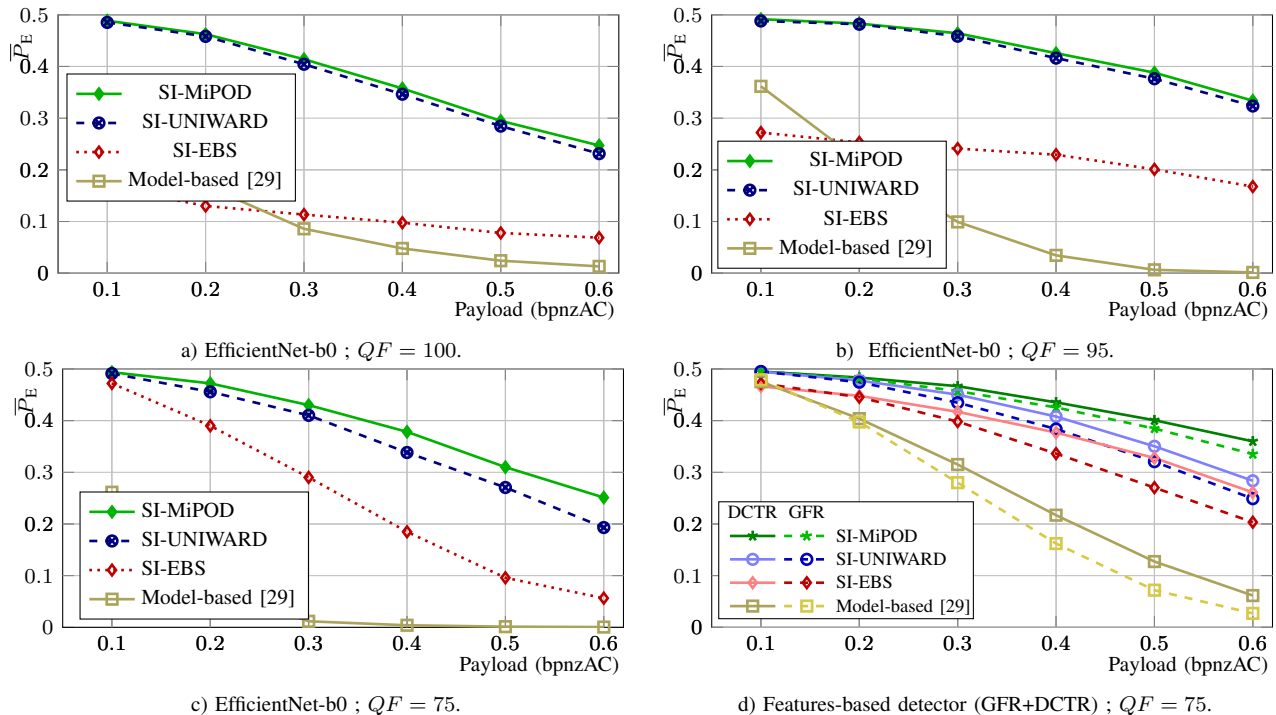 0.5
0.4
0.3
0.2
0.1
0
P̅E
SI-MiPOD
SI-UNIWARD
SI-EBS
Model-based [29]
0.1 0.2 0.3 0.4 0.5 0.6
Payload (bpnzAC)
a) EfficientNet-b0 ; QF = 100.
0.5
0.4
0.3
0.2
0.1
0
P̅E
SI-MiPOD
SI-UNIWARD
SI-EBS
Model-based [29]
0.1 0.2 0.3 0.4 0.5 0.6
Payload (bpnzAC)
b) EfficientNet-b0 ; QF = 95.
0.5
0.4
0.3
0.2
0.1
0
P̅E
SI-MiPOD
SI-UNIWARD
SI-EBS
Model-based [29]
0.1 0.2 0.3 0.4 0.5 0.6
Payload (bpnzAC)
c) EfficientNet-b0 ; QF = 75.
0.5
0.4
0.3
0.2
0.1
0
P̅E
DCTR GFR
SI-MiPOD
SI-UNIWARD
SI-EBS
Model-based [29]
0.1 0.2 0.3 0.4 0.5 0.6
Payload (bpnzAC)
d) Features-based detector (GFR+DCTR) ; QF = 75.